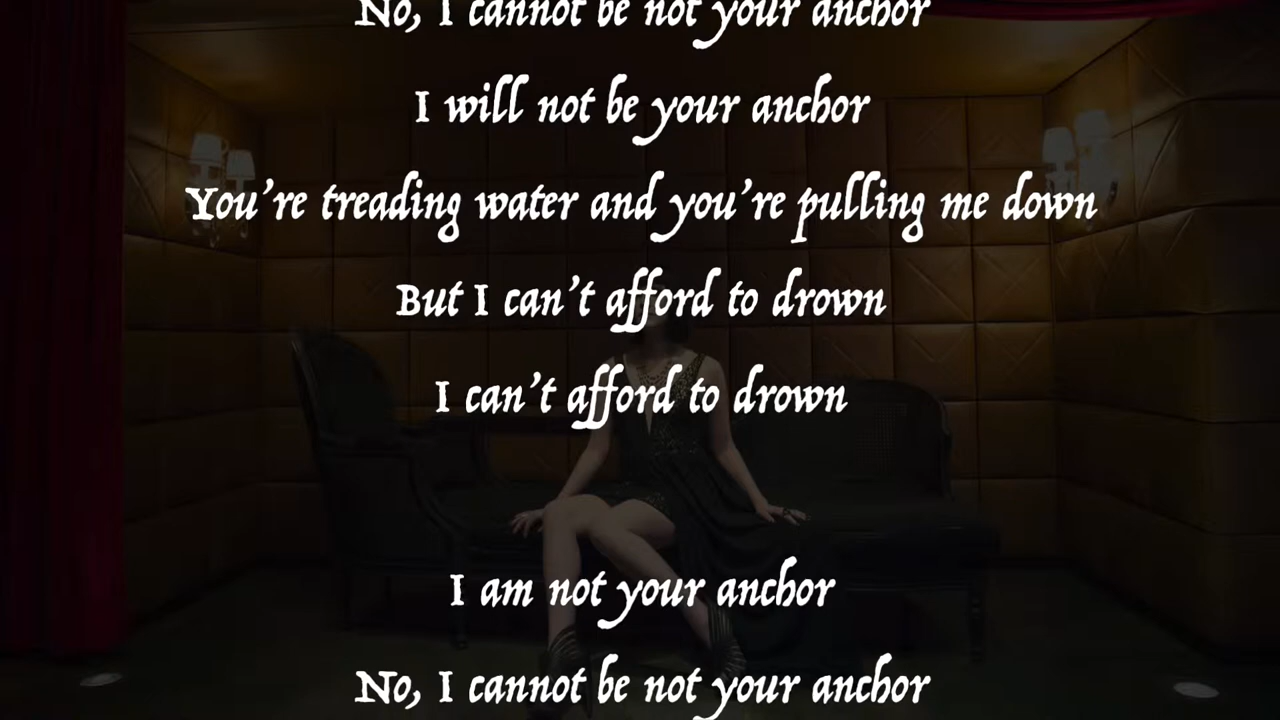 No, I cannot be not your anchor
I will not be your anchor
You're treading water and you're pulling me down
But I can't afford to drown
I can't afford to drown
I am not your anchor
No, I cannot be not your anchor